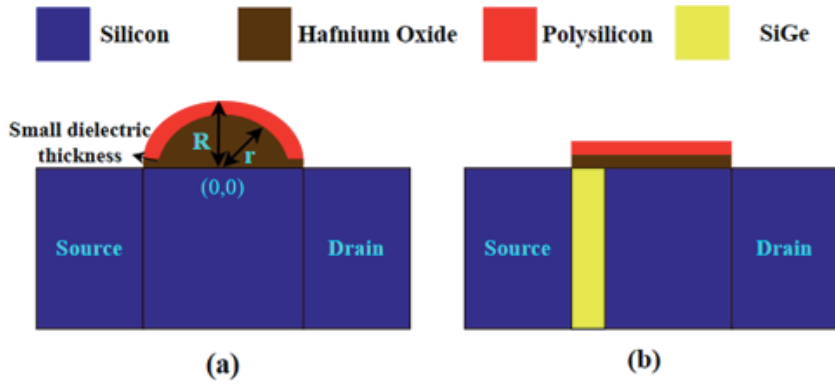 Silicon
Hafnium Oxide
Polysilicon
SiGe
Small dielectric
thickness
R
r
(0,0)
Source
Drain
Source
Drain
(a)
(b)